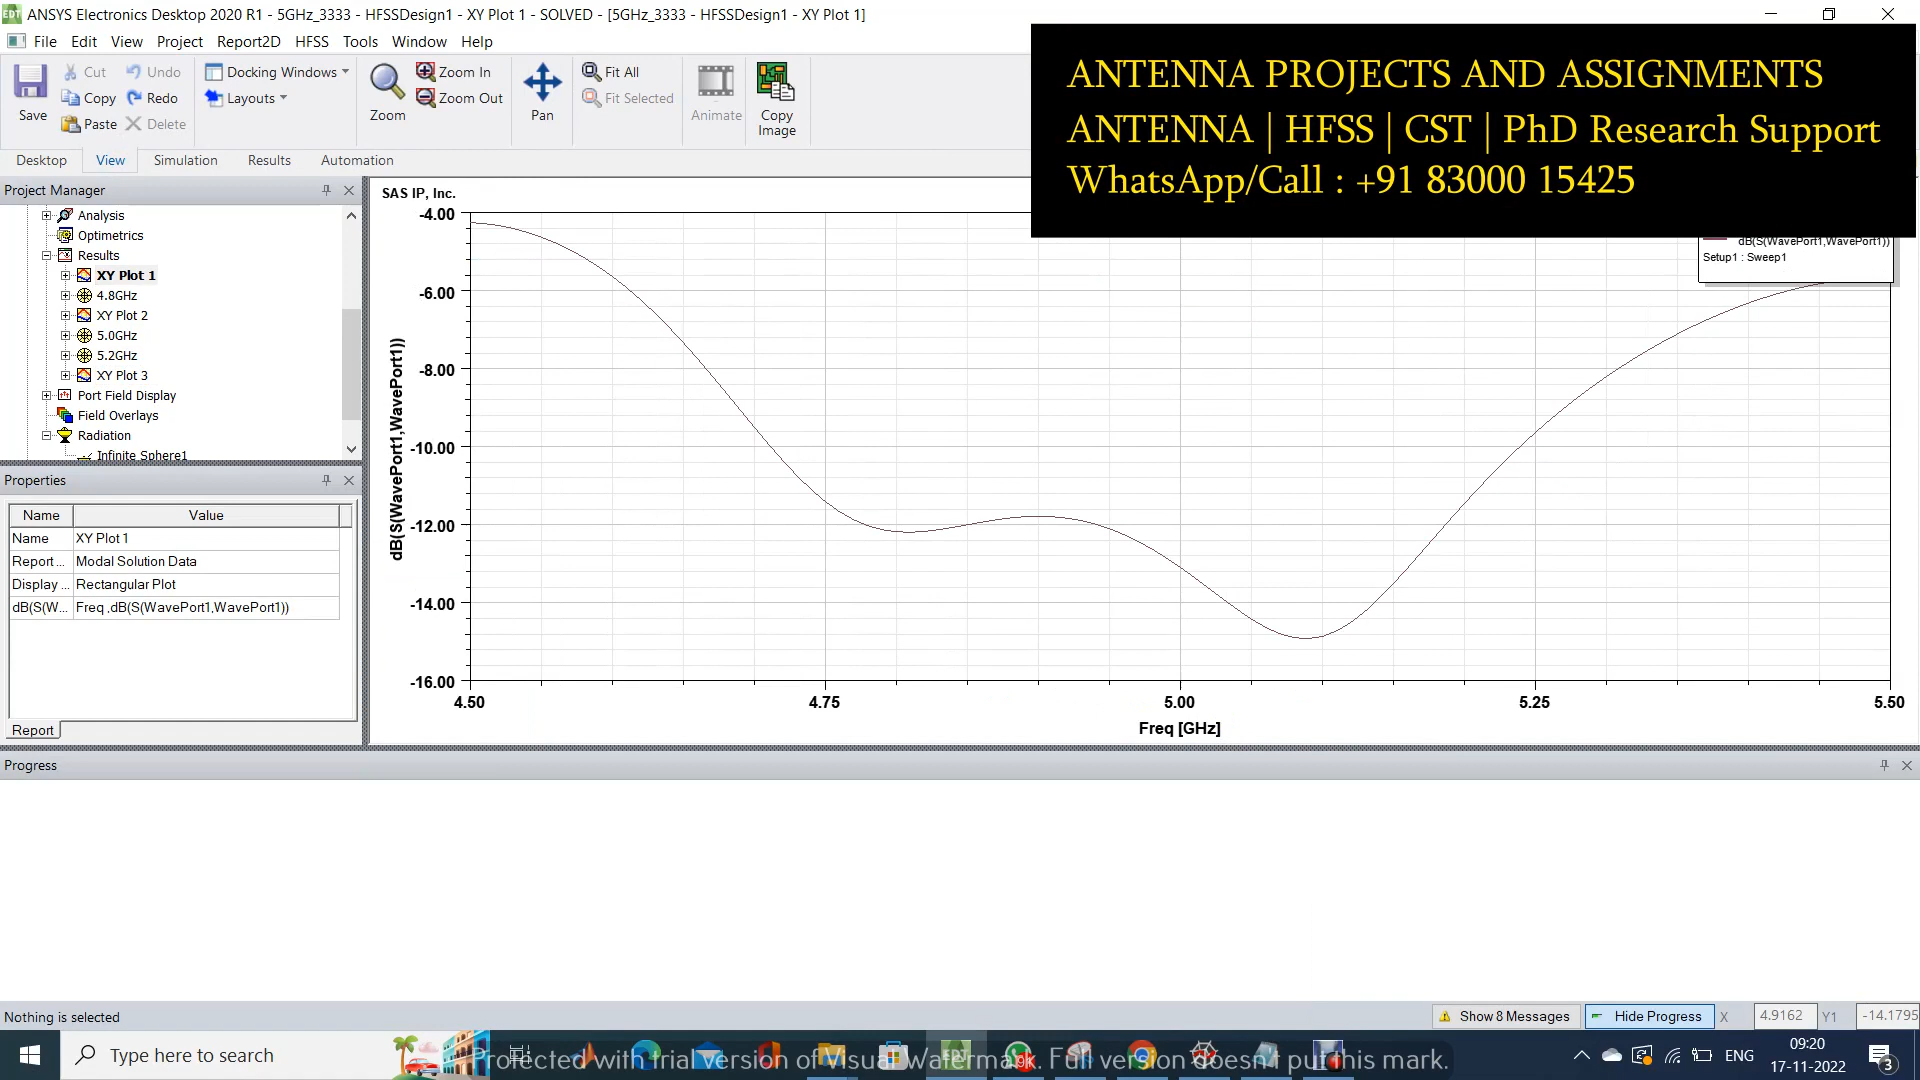 ANSYS Electronics Desktop 2020 R1 - 5GHz_3333 - HFSSDesign1 - XY Plot 1 - SOLVED - [5GHz_3333 - HFSSDesign1 - XY Plot 1]
File Edit View Project Report2D HFSS Tools Window Help
ANTENNA PROJECTS AND ASSIGNMENTS
ANTENNA | HFSS | CST | PhD Research Support
WhatsApp/Call : +91 83000 15425
Save
Cut
Copy
Paste
Undo
Redo
Delete
Docking Windows
Layouts
Zoom
Zoom In
Zoom Out
Pan
Fit All
Fit Selected
Animate
Copy
Image
Desktop View Simulation Results Automation
Project Manager
Analysis
Optimetrics
Results
XY Plot 1
4.8GHz
XY Plot 2
5.0GHz
5.2GHz
XY Plot 3
Port Field Display
Field Overlays
Radiation
Infinite Sphere1
Properties
Name Value
Name XY Plot 1
Report ... Modal Solution Data
Display ... Rectangular Plot
dB(S(W... Freq ,dB(S(WavePort1,WavePort1))
Report
SAS IP, Inc.
dB(S(WavePort1,WavePort1))
Setup1 : Sweep1
dB(S(WavePort1,WavePort1))
-4.00
-6.00
-8.00
-10.00
-12.00
-14.00
-16.00
4.50 4.75 5.00 5.25 5.50
Freq [GHz]
Progress
Nothing is selected
Show 8 Messages
Hide Progress
X 4.9162 Y1 -14.1795
Type here to search
EDT
9K
Protected with trial version of Visual Watermark. Full version doesn't put this mark.
ENG
09:20
17-11-2022
3